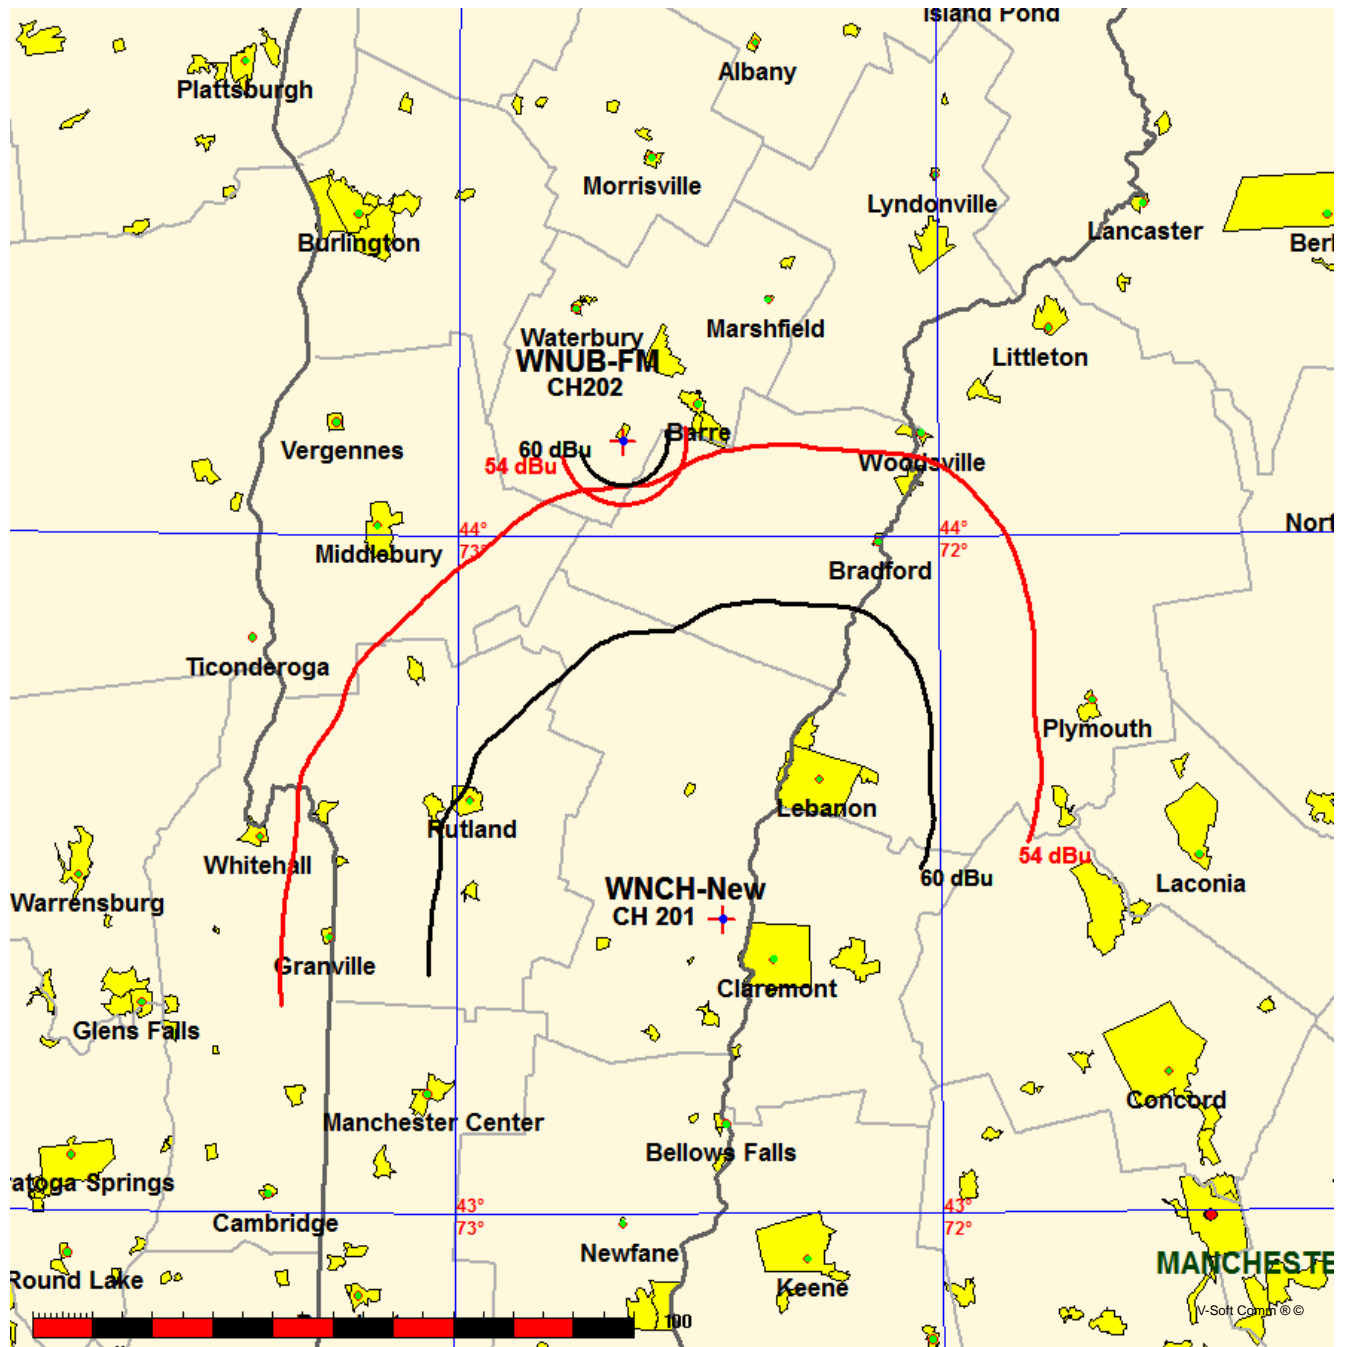 Island Pond
Albany
Plattsburgh
Morrisville
Lyndonville
Lancaster
Burlington
Berl
Waterbury
Marshfield
Littleton
WNUB-FM
CH202
Barre
Vergennes
60 dBu
54 dBu
Woodsville
44°
73°
44°
72°
Nort
Middlebury
Bradford
Ticonderoga
Plymouth
Lebanon
Rutland
Whitehall
54 dBu
60 dBu
Laconia
WNCH-New
CH 201
Warrensburg
Granville
Claremont
Glens Falls
Concord
Manchester Center
Bellows Falls
ratoga Springs
43°
73°
43°
72°
Cambridge
Newfane
MANCHESTE
Round Lake
Keene
V-Soft Comm ® ©
100